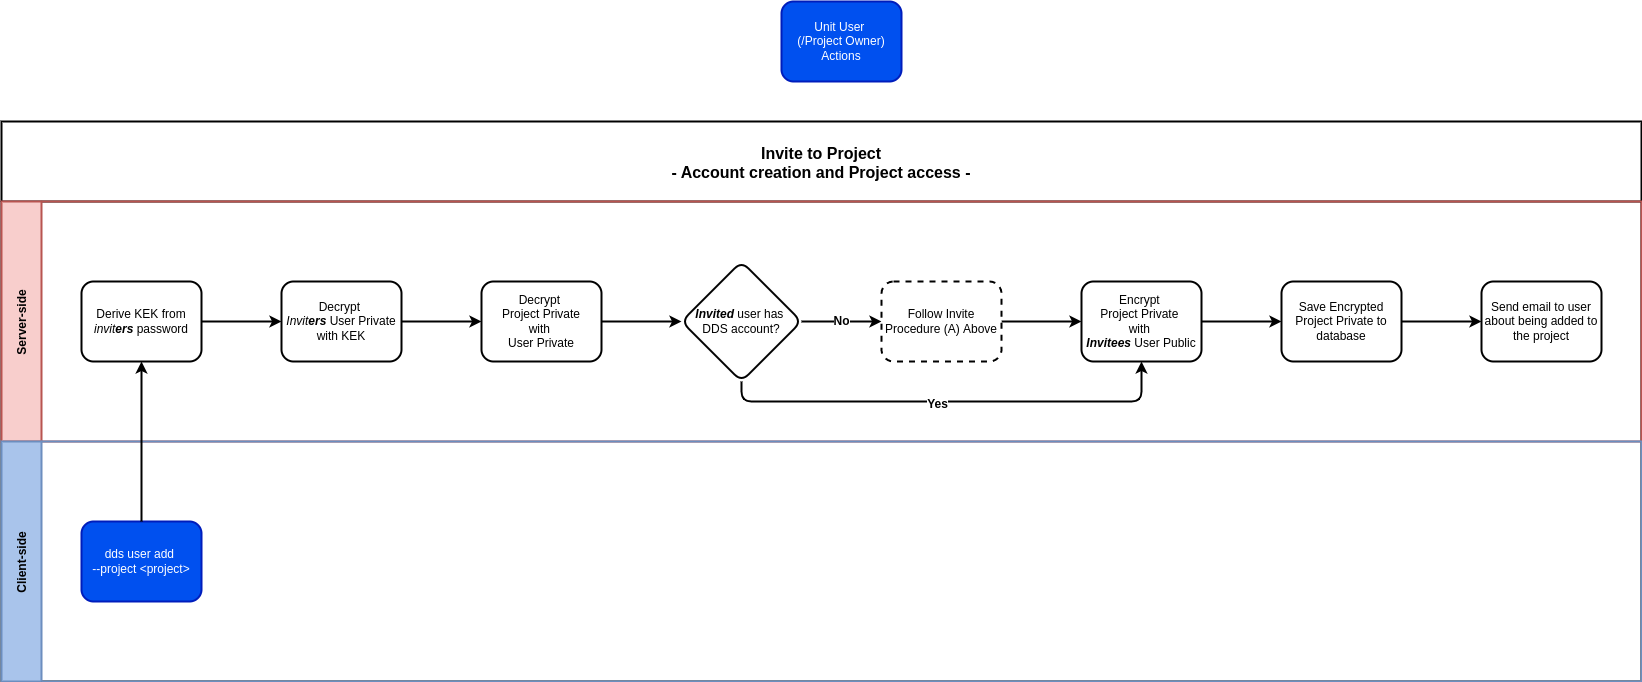 Unit User
(/Project Owner)
Actions
Invite to Project
- Account creation and Project access -
Server-side
Derive KEK from
inviters password
Decrypt
Inviters User Private
with KEK
Decrypt
Project Private
with
User Private
Invited user has
DDS account?
No
Follow Invite
Procedure (A) Above
Encrypt
Project Private
with
Invitees User Public
Save Encrypted
Project Private to
database
Send email to user
about being added to
the project
Yes
Client-side
dds user add
--project <project>